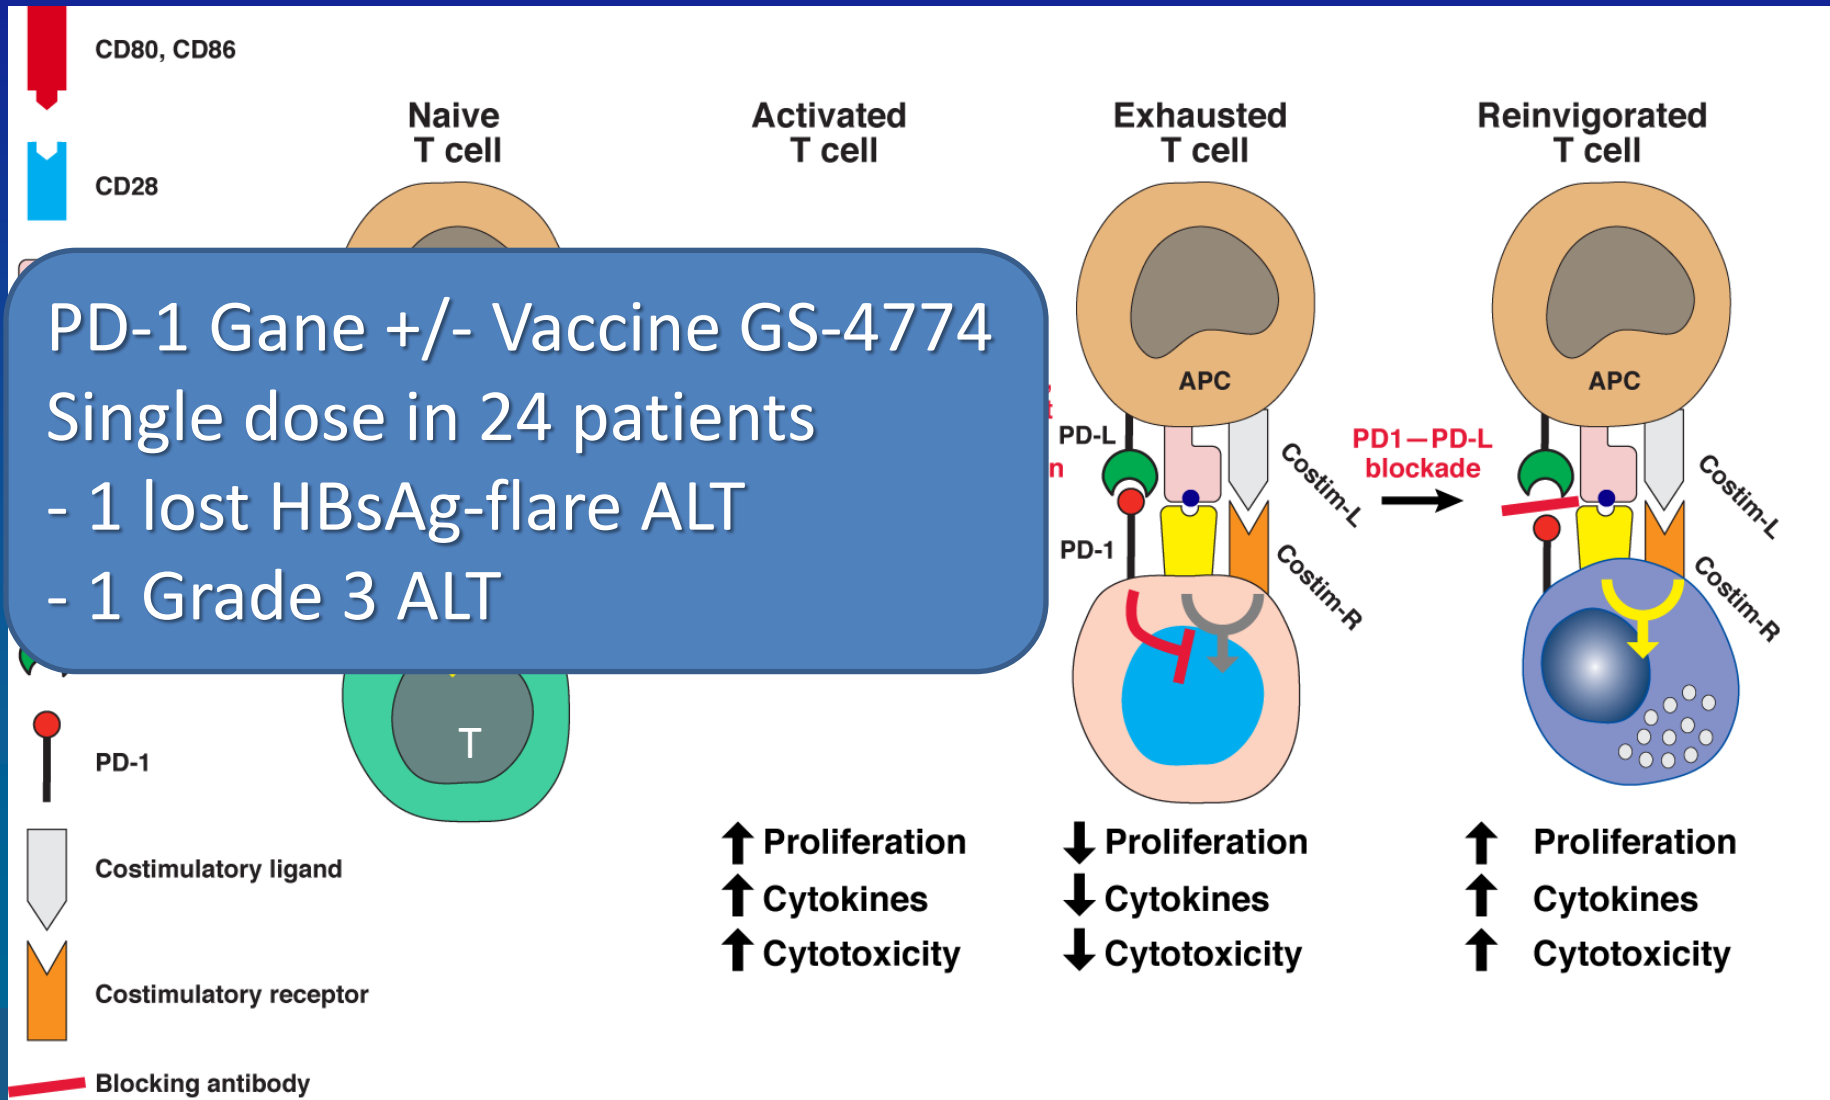 CD80, CD86
CD28
Naive
T cell
Activated
T cell
Exhausted
T cell
Reinvigorated
T cell
PD-1 Gane +/- Vaccine GS-4774
Single dose in 24 patients
- 1 lost HBsAg-flare ALT
- 1 Grade 3 ALT
APC
PD-L
Costim-L
PD-1
Costim-R
PD1—PD-L
blockade
APC
Costim-L
Costim-R
T
PD-1
Costimulatory ligand
Costimulatory receptor
Blocking antibody
Proliferation
Cytokines
Cytotoxicity
Proliferation
Cytokines
Cytotoxicity
Proliferation
Cytokines
Cytotoxicity